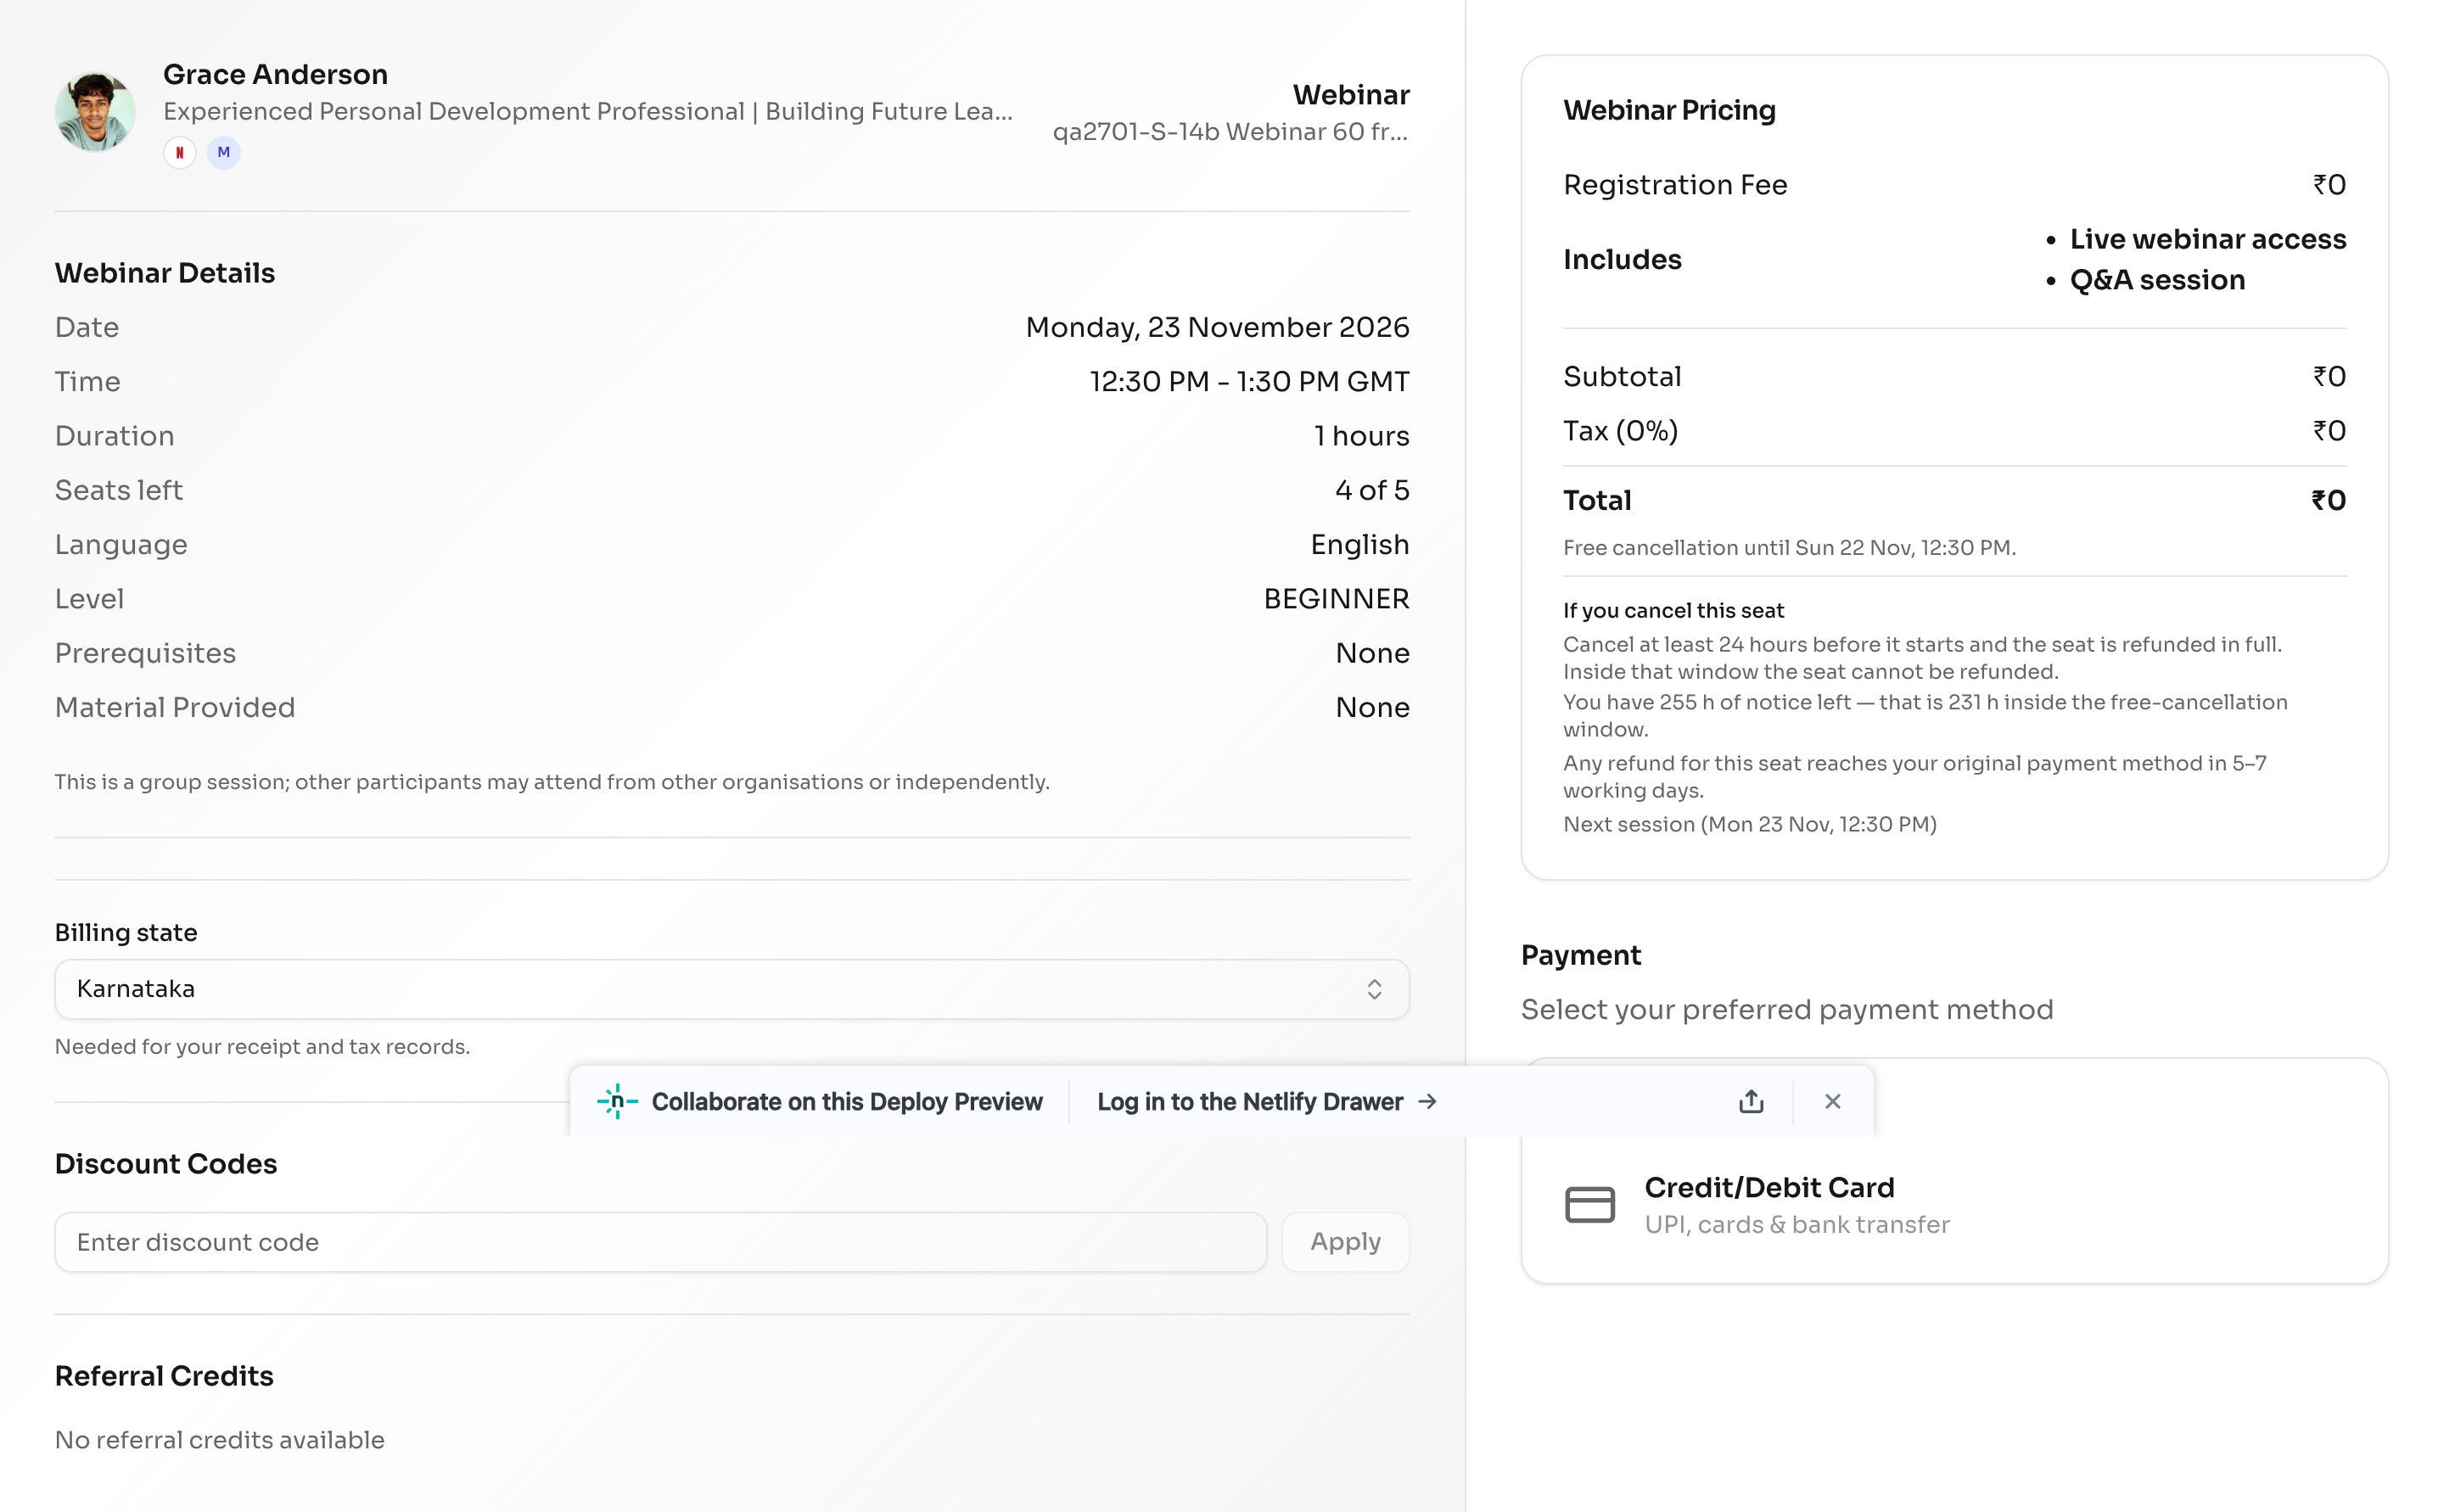 Grace Anderson
Experienced Personal Development Professional | Building Future Lea...
N M
Webinar
qa2701-S-14b Webinar 60 fr...
Webinar Details
Date Monday, 23 November 2026
Time 12:30 PM - 1:30 PM GMT
Duration 1 hours
Seats left 4 of 5
Language English
Level BEGINNER
Prerequisites None
Material Provided None
This is a group session; other participants may attend from other organisations or independently.
Billing state
Karnataka
Needed for your receipt and tax records.
Collaborate on this Deploy Preview
Log in to the Netlify Drawer →
Discount Codes
Enter discount code
Apply
Referral Credits
No referral credits available
Webinar Pricing
Registration Fee ₹0
Includes
• Live webinar access
• Q&A session
Subtotal ₹0
Tax (0%) ₹0
Total ₹0
Free cancellation until Sun 22 Nov, 12:30 PM.
If you cancel this seat
Cancel at least 24 hours before it starts and the seat is refunded in full.
Inside that window the seat cannot be refunded.
You have 255 h of notice left — that is 231 h inside the free-cancellation
window.
Any refund for this seat reaches your original payment method in 5–7
working days.
Next session (Mon 23 Nov, 12:30 PM)
Payment
Select your preferred payment method
Credit/Debit Card
UPI, cards & bank transfer